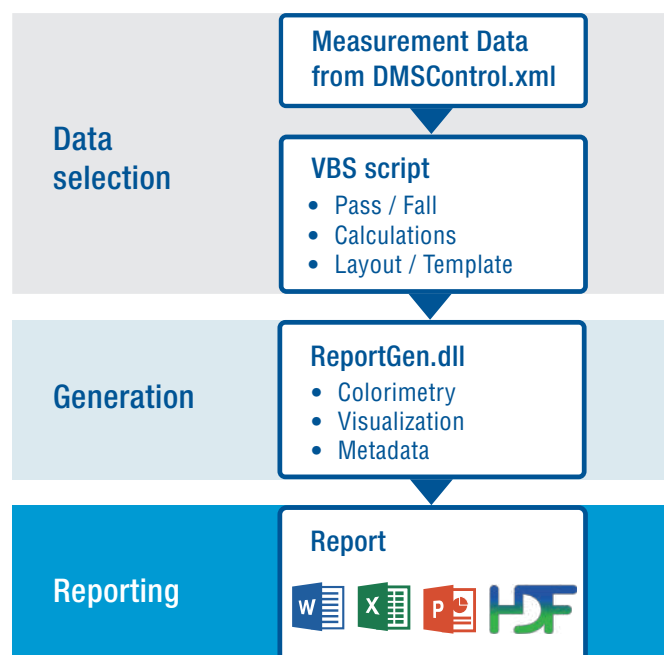 Measurement Data
from DMSControl.xml
Data
selection
VBS script
• Pass / Fall
• Calculations
• Layout / Template
Generation
ReportGen.dll
• Colorimetry
• Visualization
• Metadata
Reporting
Report
W X P HDF